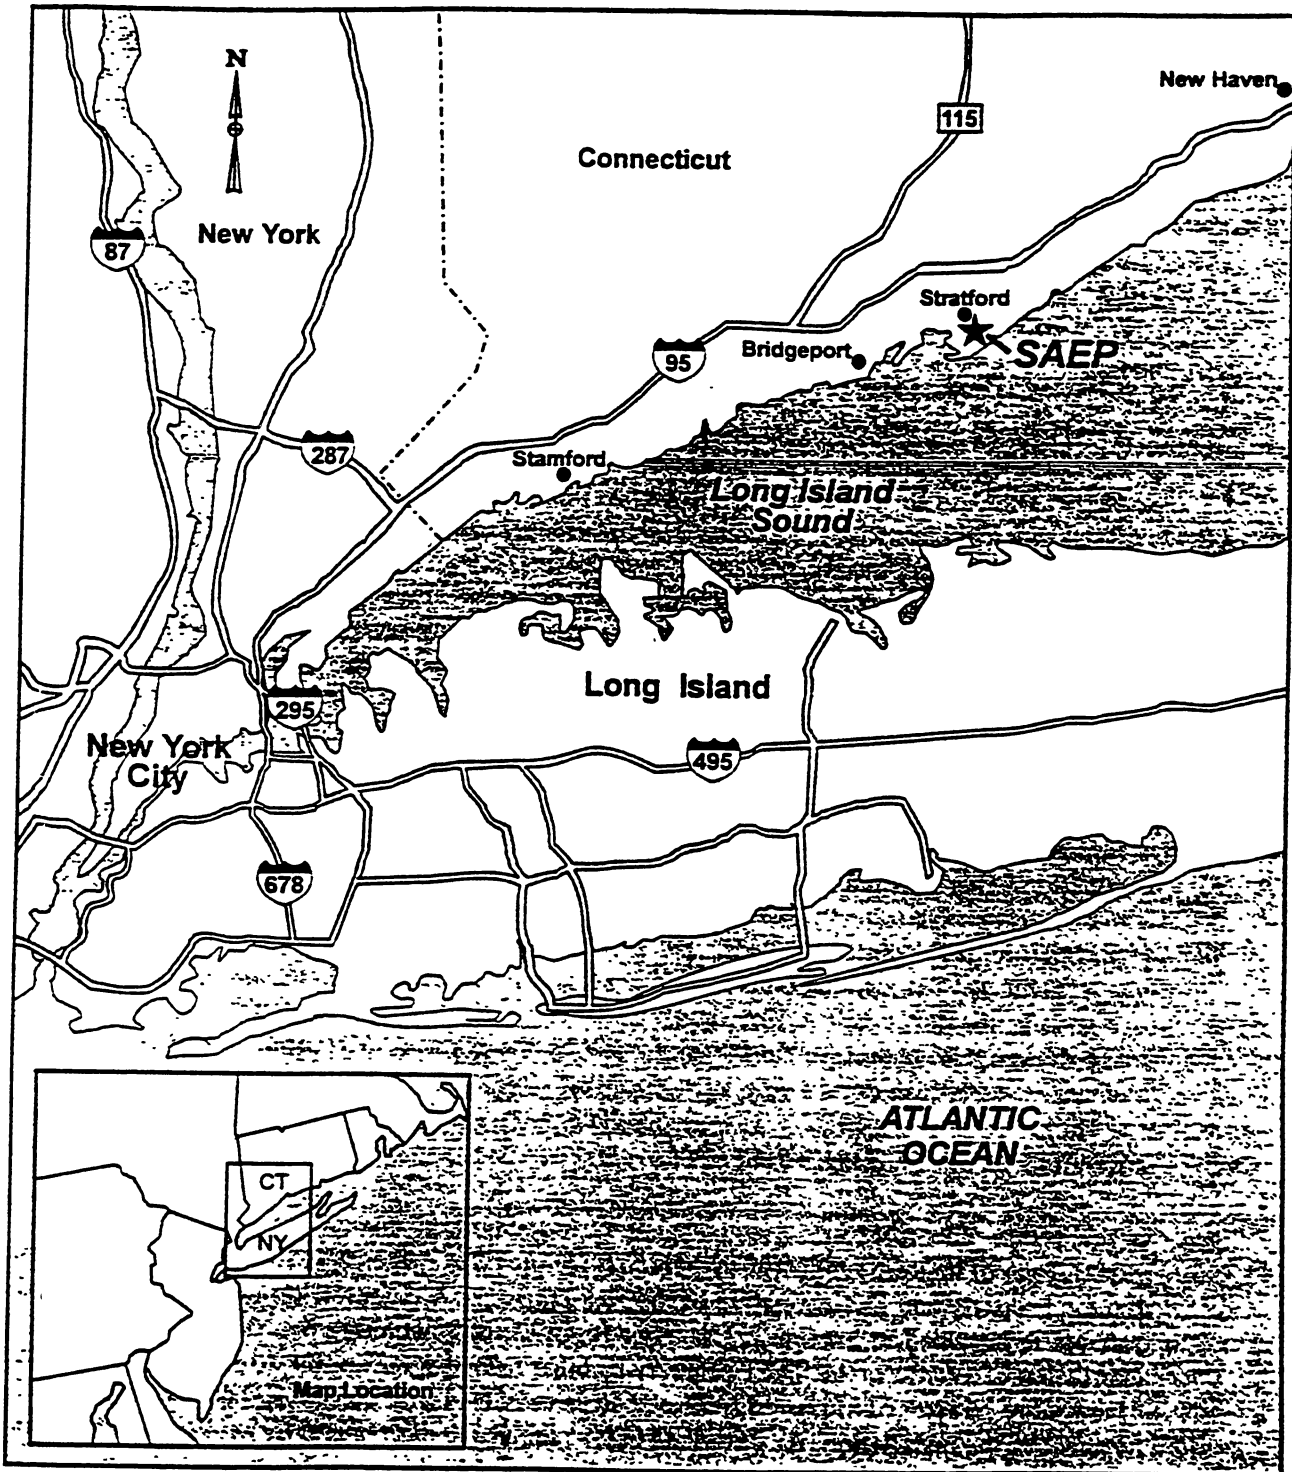 N
New Haven
115
Connecticut
New York
87
Stratford
SAEP
Bridgeport
95
287
Stamford
Long Island
Sound
Long Island
295
New York
City
495
678
ATLANTIC
OCEAN
CT
NY
Map Location